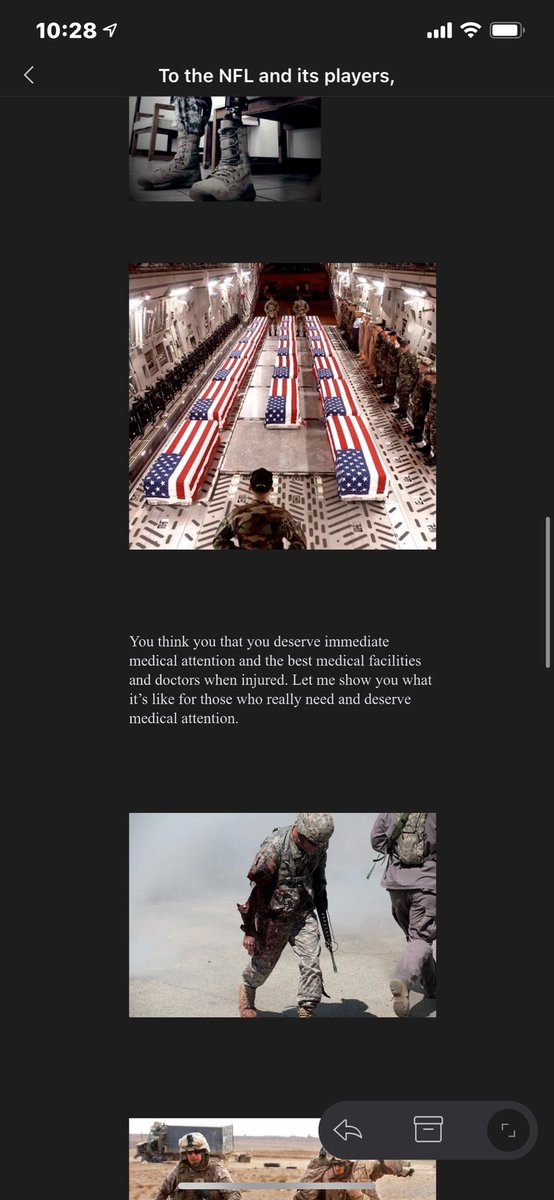 10:28
To the NFL and its players,
You think you that you deserve immediate
medical attention and the best medical facilities
and doctors when injured. Let me show you what
it’s like for those who really need and deserve
medical attention.